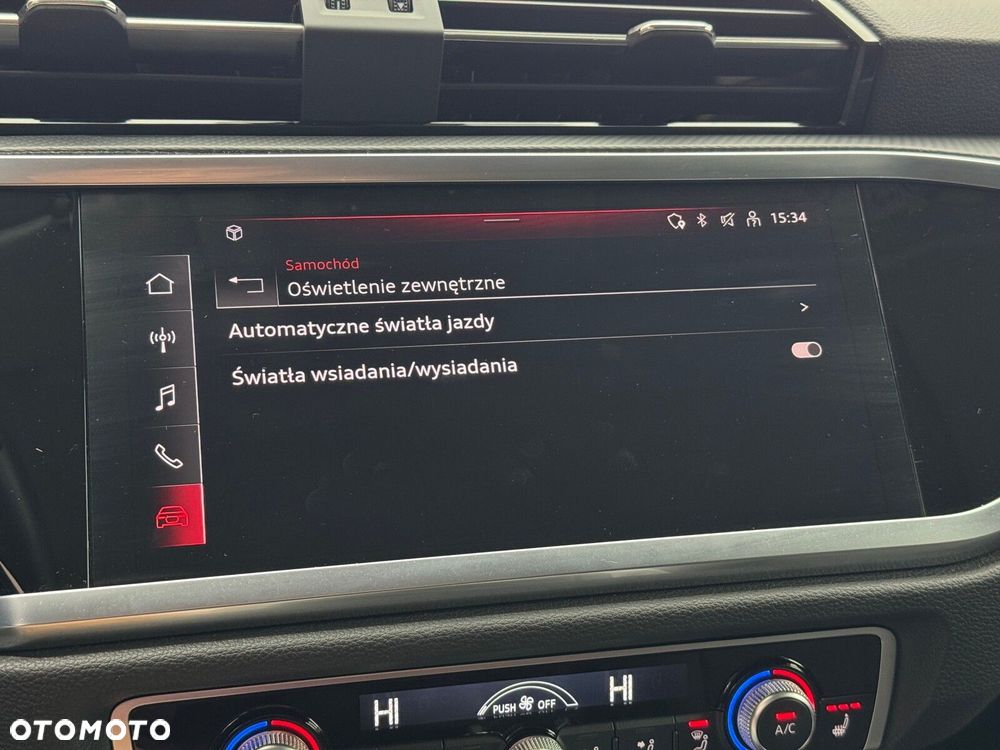 15:34
Samochód
Oświetlenie zewnętrzne
Automatyczne światła jazdy
Światła wsiadania/wysiadania
HI
PUSH OFF
HI
A/C
OTOMOTO